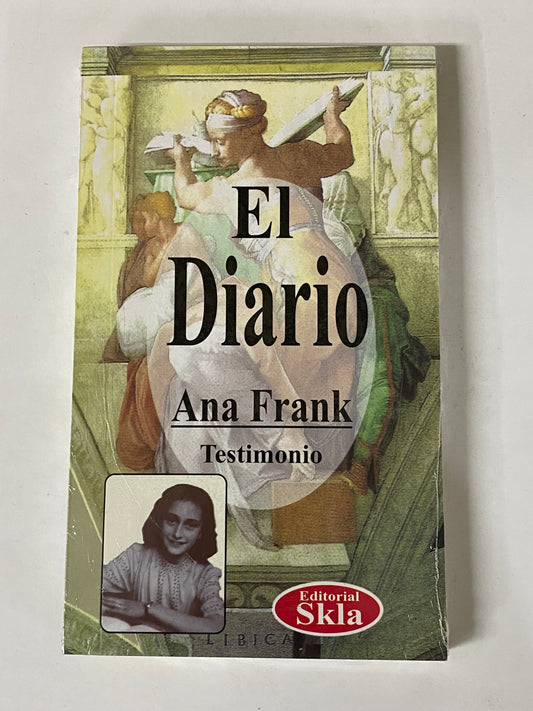 El
Diario
Ana Frank
Testimonio
Editorial
Skla
LIBICA